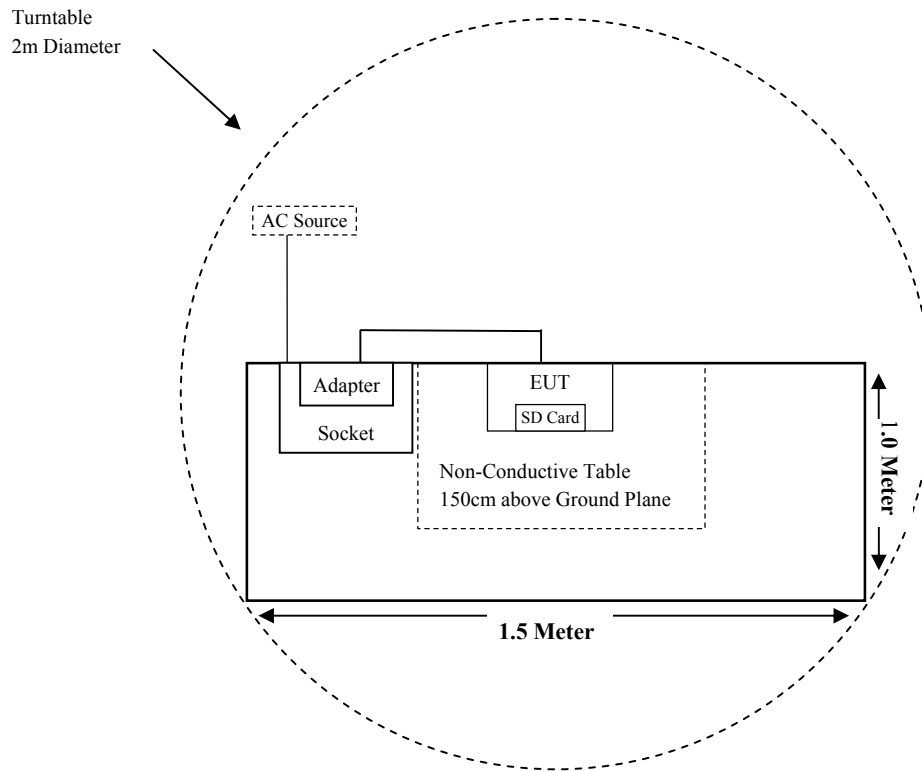 Turntable
2m Diameter
AC Source
Adapter
EUT
SD Card
Socket
Non-Conductive Table
150cm above Ground Plane
1.0 Meter
1.5 Meter